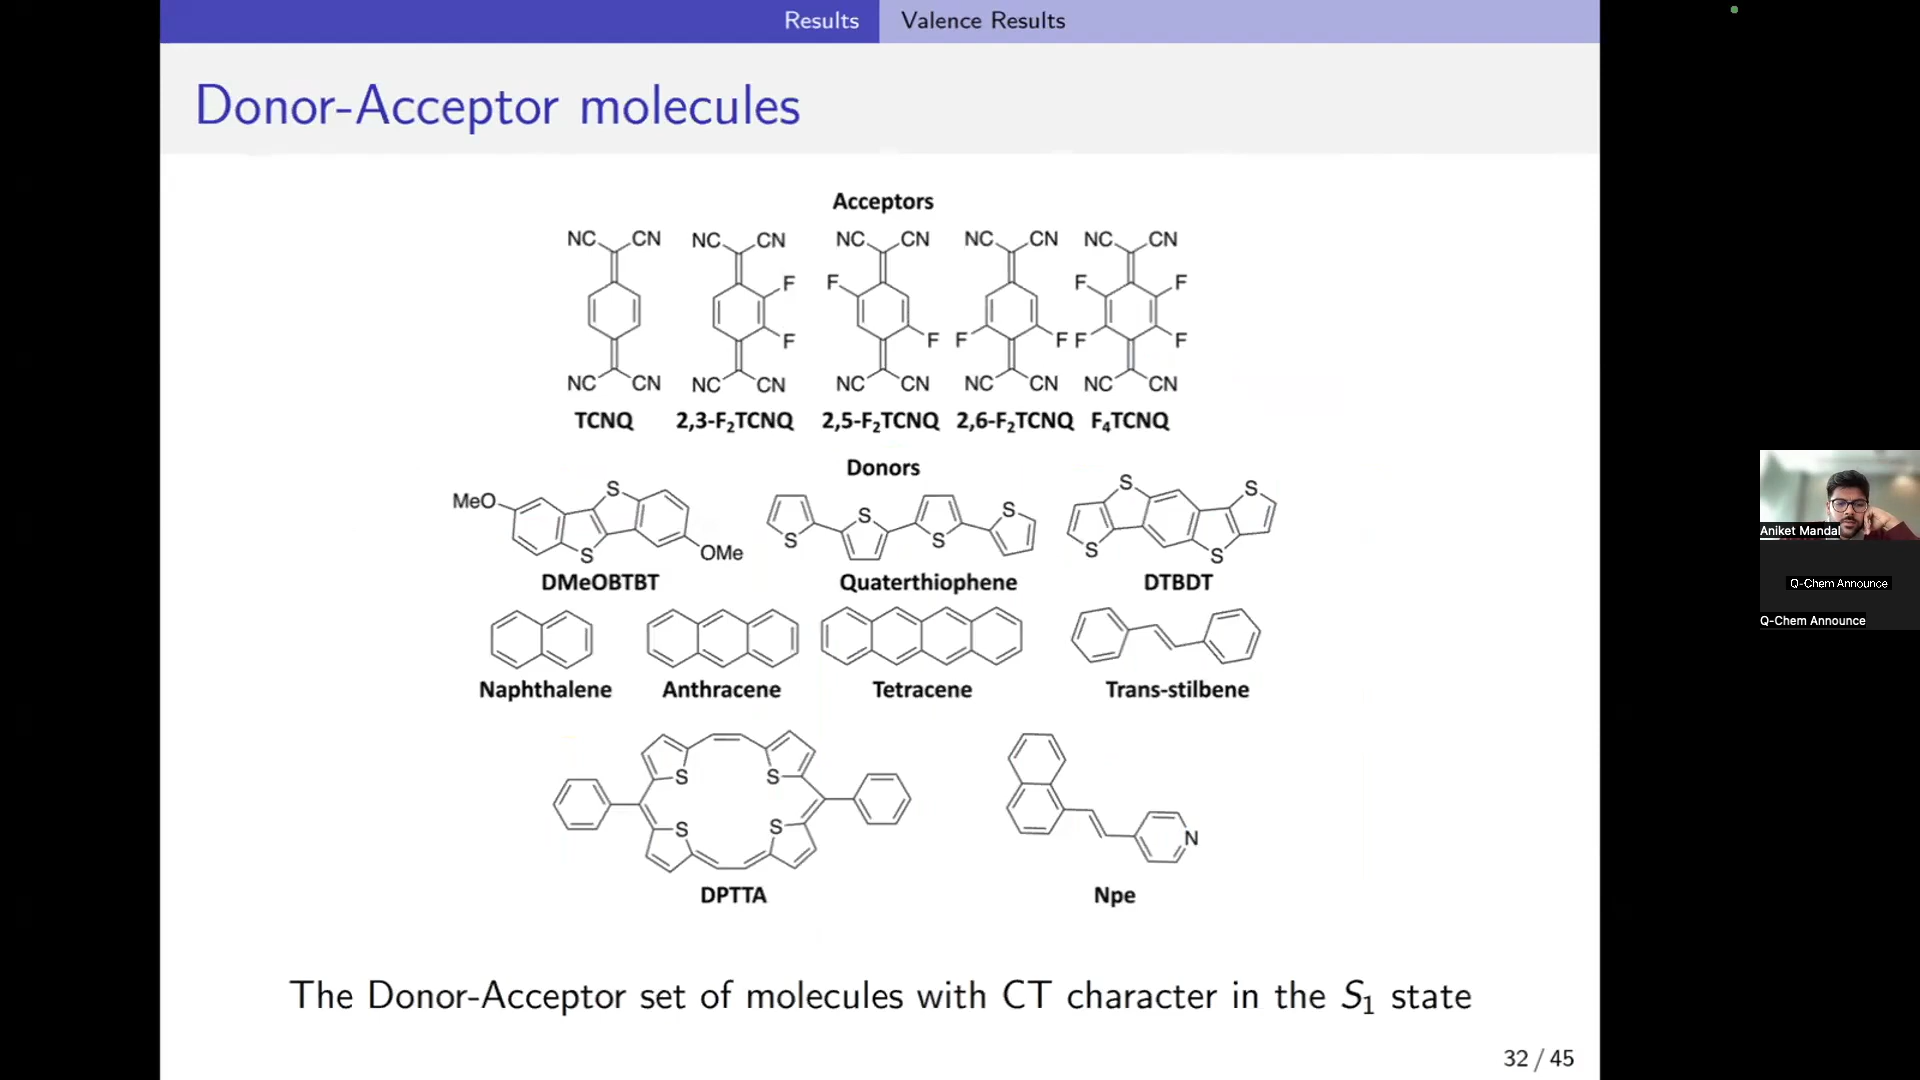 Results Valence Results
Donor-Acceptor molecules
Acceptors
NC CN NC CN NC CN NC CN NC CN
F F F F
F F F F F F
NC CN NC CN NC CN NC CN NC CN
TCNQ 2,3-F₂TCNQ 2,5-F₂TCNQ 2,6-F₂TCNQ F₄TCNQ
Donors
MeO S S S S S S
S OMe S S S S
DMeOBTBT Quaterthiophene DTBDT
Naphthalene Anthracene Tetracene Trans-stilbene
S S
S S N
DPTTA Npe
The Donor-Acceptor set of molecules with CT character in the S₁ state
32 / 45
Aniket Mandal
Q-Chem Announce
Q-Chem Announce